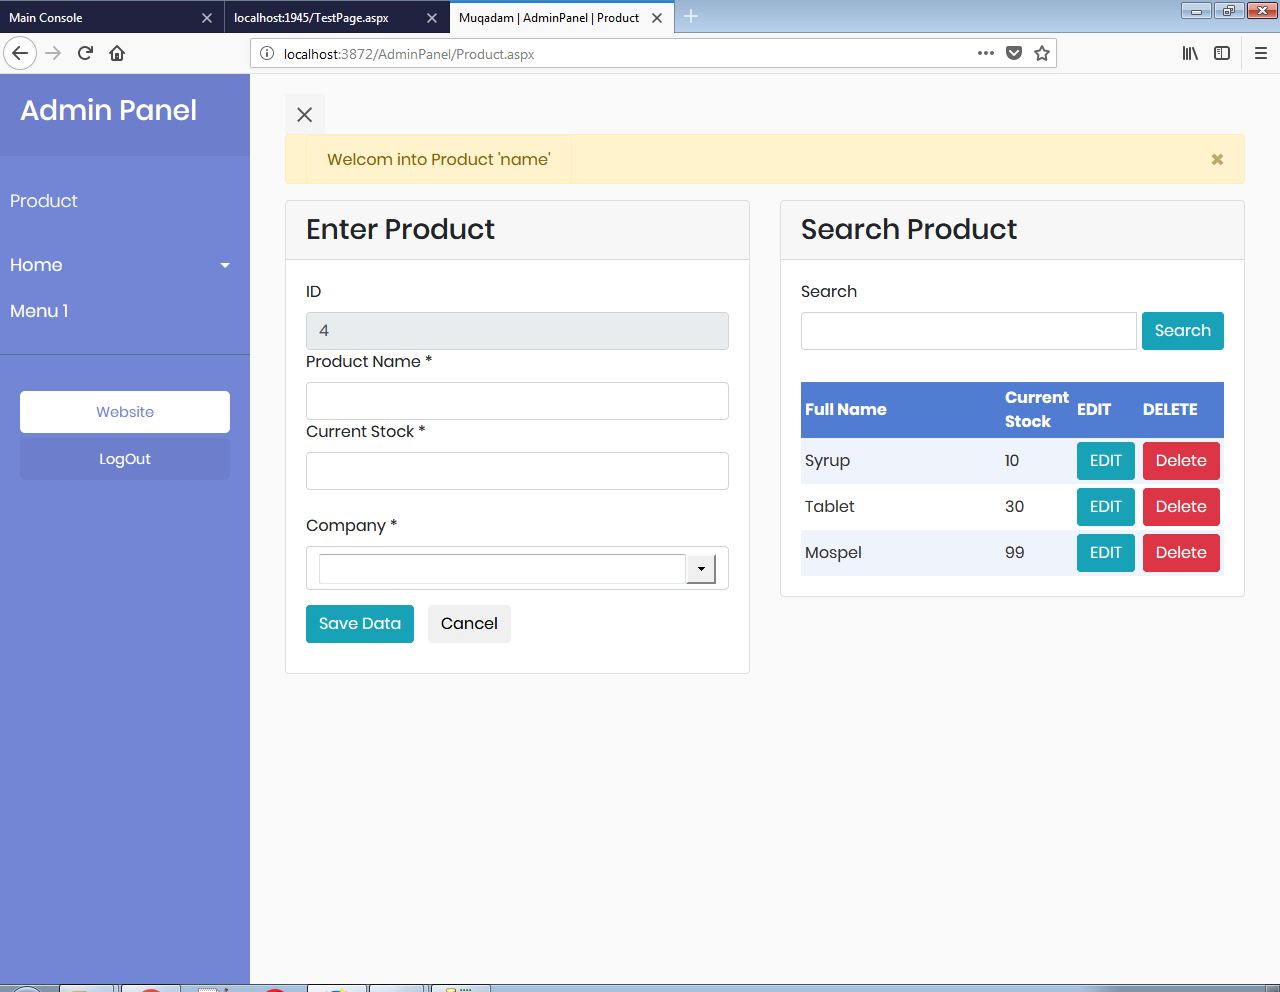 Main Console
localhost:1945/TestPage.aspx
Muqadam | AdminPanel | Product
localhost:3872/AdminPanel/Product.aspx
Admin Panel
Product
Home
Menu 1
Website
LogOut
Welcom into Product 'name'
Enter Product
ID
4
Product Name *
Current Stock *
Company *
Save Data Cancel
Search Product
Search
Search
Full Name Current Stock EDIT DELETE
Syrup 10 EDIT Delete
Tablet 30 EDIT Delete
Mospel 99 EDIT Delete